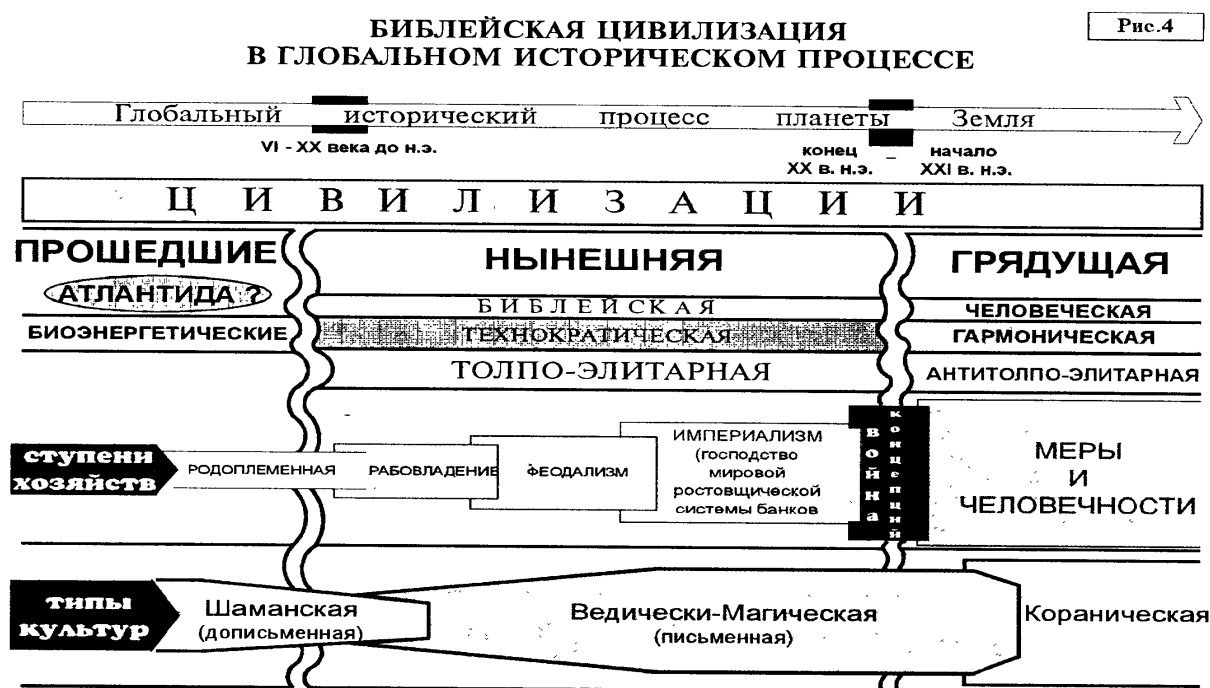 БИБЛЕЙСКАЯ ЦИВИЛИЗАЦИЯ
В ГЛОБАЛЬНОМ ИСТОРИЧЕСКОМ ПРОЦЕССЕ
Рис.4
Глобальный исторический процесс планеты Земля
VI - XX века до н.э.
конец – начало
XX в. н.э. XXI в. н.э.
ЦИВИЛИЗАЦИИ
ПРОШЕДШИЕ
НЫНЕШНЯЯ
ГРЯДУЩАЯ
АТЛАНТИДА ?
БИБЛЕЙСКАЯ
ЧЕЛОВЕЧЕСКАЯ
БИОЭНЕРГЕТИЧЕСКИЕ
ТЕХНОКРАТИЧЕСКАЯ
ГАРМОНИЧЕСКАЯ
ТОЛПО-ЭЛИТАРНАЯ
АНТИТОЛПО-ЭЛИТАРНАЯ
ступени
хозяйств
РОДОПЛЕМЕННАЯ
РАБОВЛАДЕНИЕ
ФЕОДАЛИЗМ
ИМПЕРИАЛИЗМ
(господство
мировой
ростовщической
системы банков
война
концепций
МЕРЫ
И
ЧЕЛОВЕЧНОСТИ
типы
культур
Шаманская
(дописьменная)
Ведически-Магическая
(письменная)
Кораническая